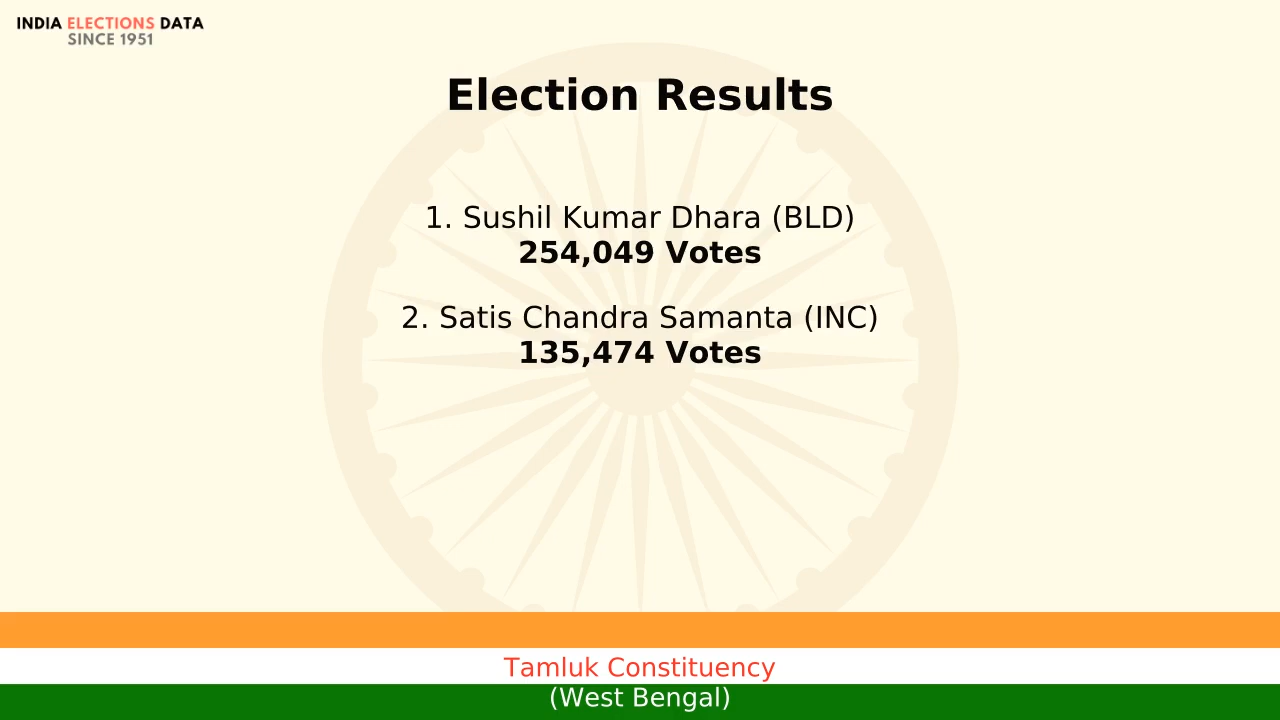 INDIA ELECTIONS DATA
SINCE 1951
Election Results
1. Sushil Kumar Dhara (BLD)
254,049 Votes
2. Satis Chandra Samanta (INC)
135,474 Votes
Tamluk Constituency
(West Bengal)